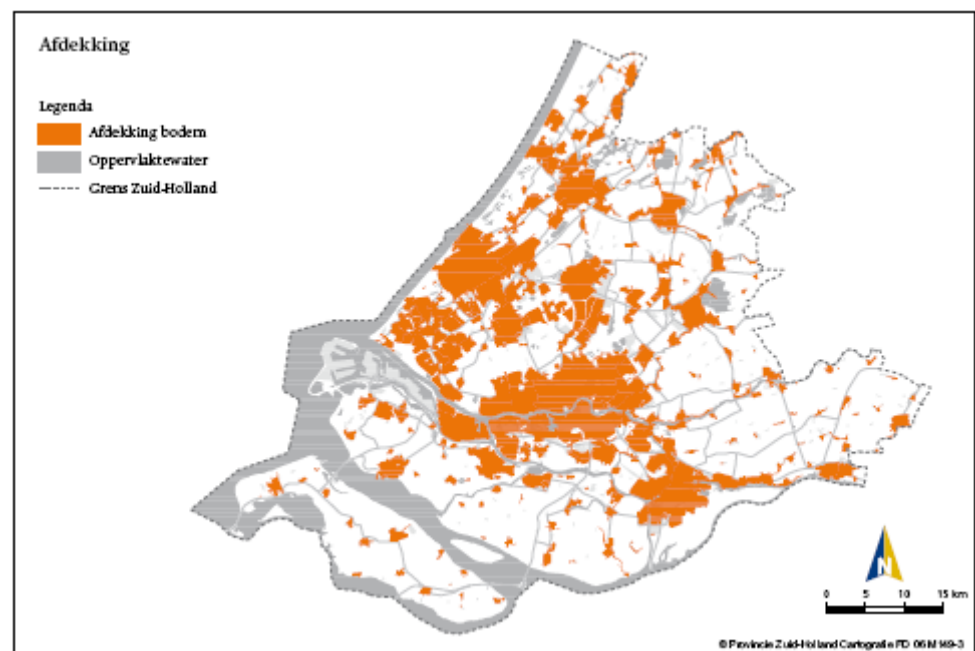 Afdekking
Legenda
Afdekking bodem
Oppervlaktewater
Grens Zuid-Holland
N
0 5 10 15 km
© Provincie Zuid-Holland Cartografie FD 06 M 149-3